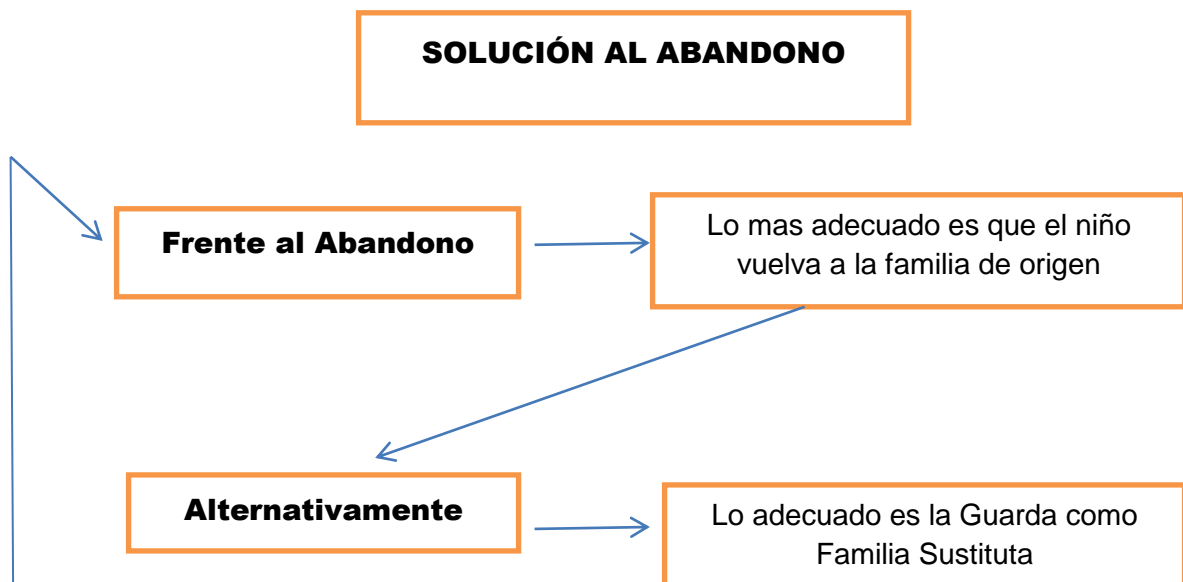 SOLUCIÓN AL ABANDONO
Frente al Abandono
Lo mas adecuado es que el niño
vuelva a la familia de origen
Alternativamente
Lo adecuado es la Guarda como
Familia Sustituta